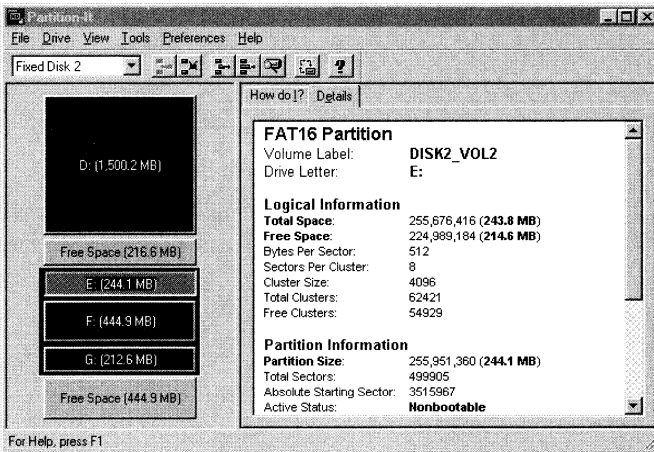 Partition-It
File Drive View Tools Preferences Help
Fixed Disk 2
How do I? Details
D: (1,500.2 MB)
Free Space (216.6 MB)
E: (244.1 MB)
F: (444.9 MB)
G: (212.6 MB)
Free Space (444.9 MB)
FAT16 Partition
Volume Label: DISK2_VOL2
Drive Letter: E:
Logical Information
Total Space: 255,676,416 (243.8 MB)
Free Space: 224,989,184 (214.6 MB)
Bytes Per Sector: 512
Sectors Per Cluster: 8
Cluster Size: 4096
Total Clusters: 62421
Free Clusters: 54929
Partition Information
Partition Size: 255,951,360 (244.1 MB)
Total Sectors: 499905
Absolute Starting Sector: 3515967
Active Status: Nonbootable
For Help, press F1